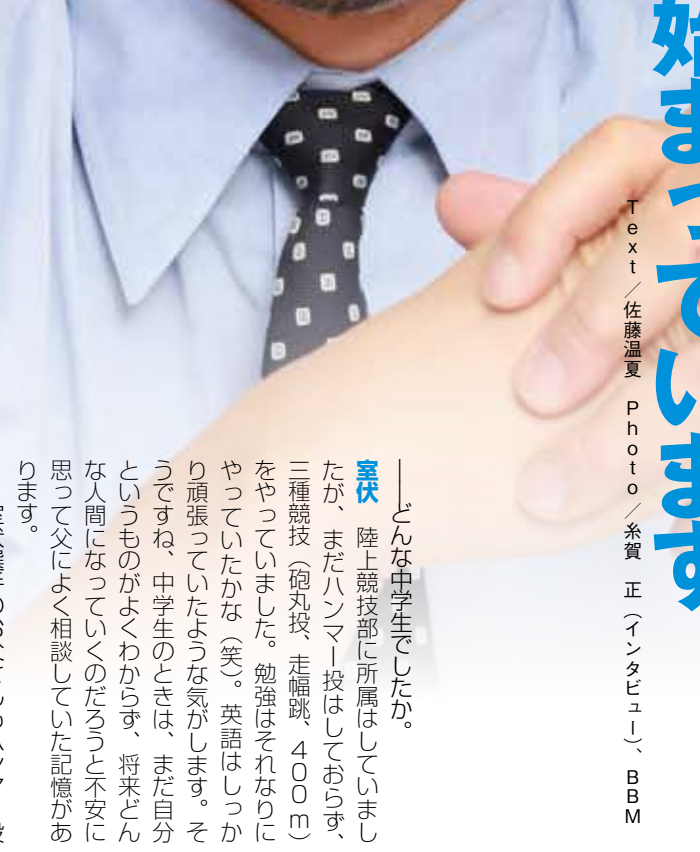 始まっています
Text／佐藤温夏　Photo／糸賀　正（インタビュー）、BBM
――どんな中学生でしたか。
室伏　陸上競技部に所属はしていまし
たが、まだハンマー投はしておらず、
三種競技（砲丸投、走幅跳、400m）
をやっていました。勉強はそれなりに
やっていたかな（笑）。英語はしっか
り頑張っていたような気がします。そ
うですね、中学生のときは、まだ自分
というものがよくわからず、将来どん
な人間になっていくのだろうと不安に
思って父によく相談していた記憶があ
ります。